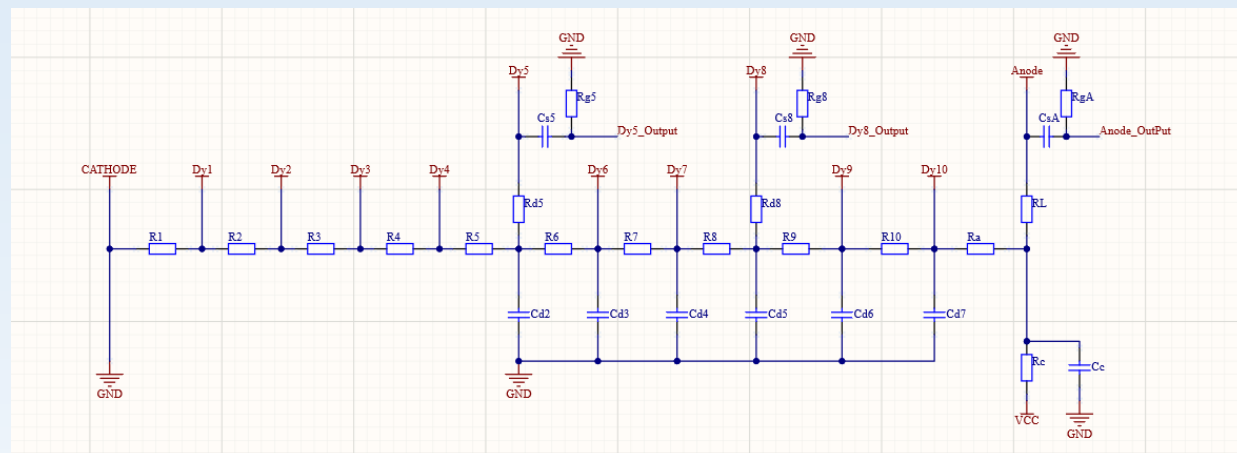 GND
GND
GND
Dy5
Dy8
Anode
Rg5
Rg8
RgA
Cs5
Cs8
CsA
Dy5_Output
Dy8_Output
Anode_OutPut
CATHODE
Dy1
Dy2
Dy3
Dy4
Dy6
Dy7
Dy9
Dy10
Rd5
Rd8
RL
R1
R2
R3
R4
R5
R6
R7
R8
R9
R10
Ra
Cd2
Cd3
Cd4
Cd5
Cd6
Cd7
Rc
Cc
GND
GND
VCC
GND